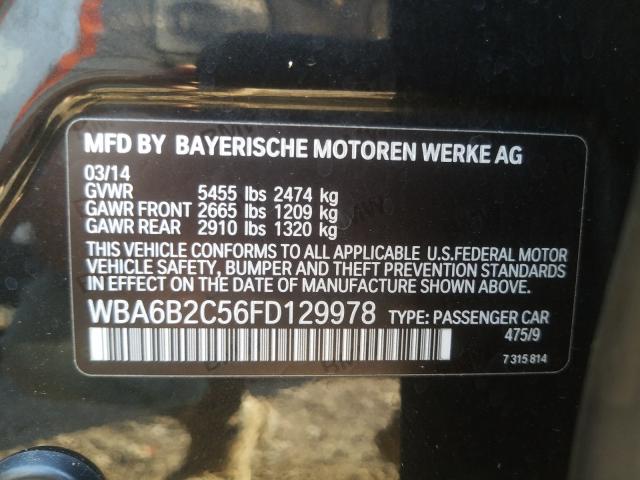 MFD BY BAYERISCHE MOTOREN WERKE AG
03/14
GVWR 5455 lbs 2474 kg
GAWR FRONT 2665 lbs 1209 kg
GAWR REAR 2910 lbs 1320 kg
THIS VEHICLE CONFORMS TO ALL APPLICABLE U.S.FEDERAL MOTOR
VEHICLE SAFETY, BUMPER AND THEFT PREVENTION STANDARDS
IN EFFECT ON THE DATE OF MANUFACTURE SHOWN ABOVE.
WBA6B2C56FD129978 TYPE: PASSENGER CAR
475/9
7 315 814